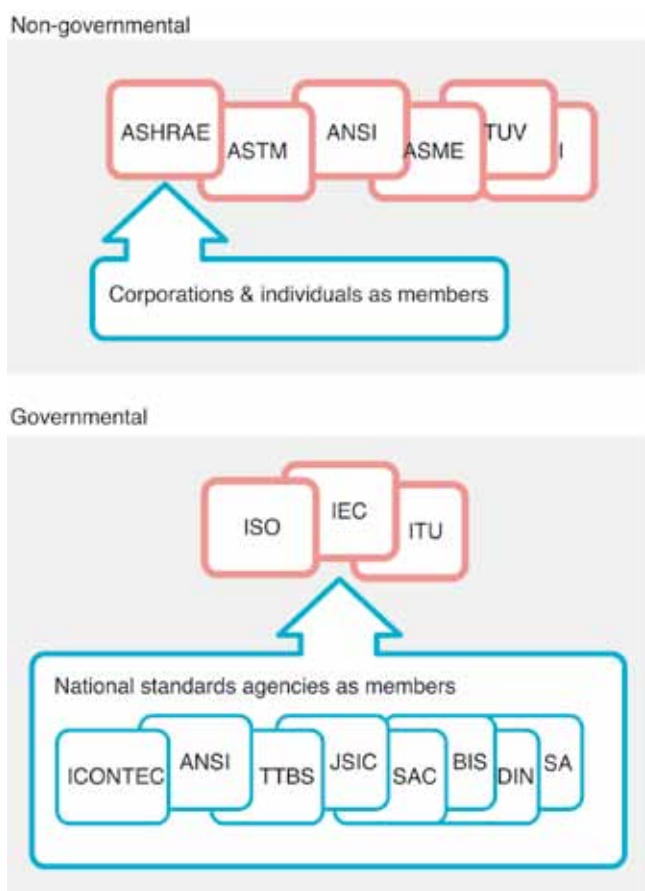 Non-governmental
ASHRAE
ASTM
ANSI
ASME
TUV
Corporations & individuals as members
Governmental
ISO
IEC
ITU
National standards agencies as members
ICONTEC
ANSI
TTBS
JSIC
SAC
BIS
DIN
SA